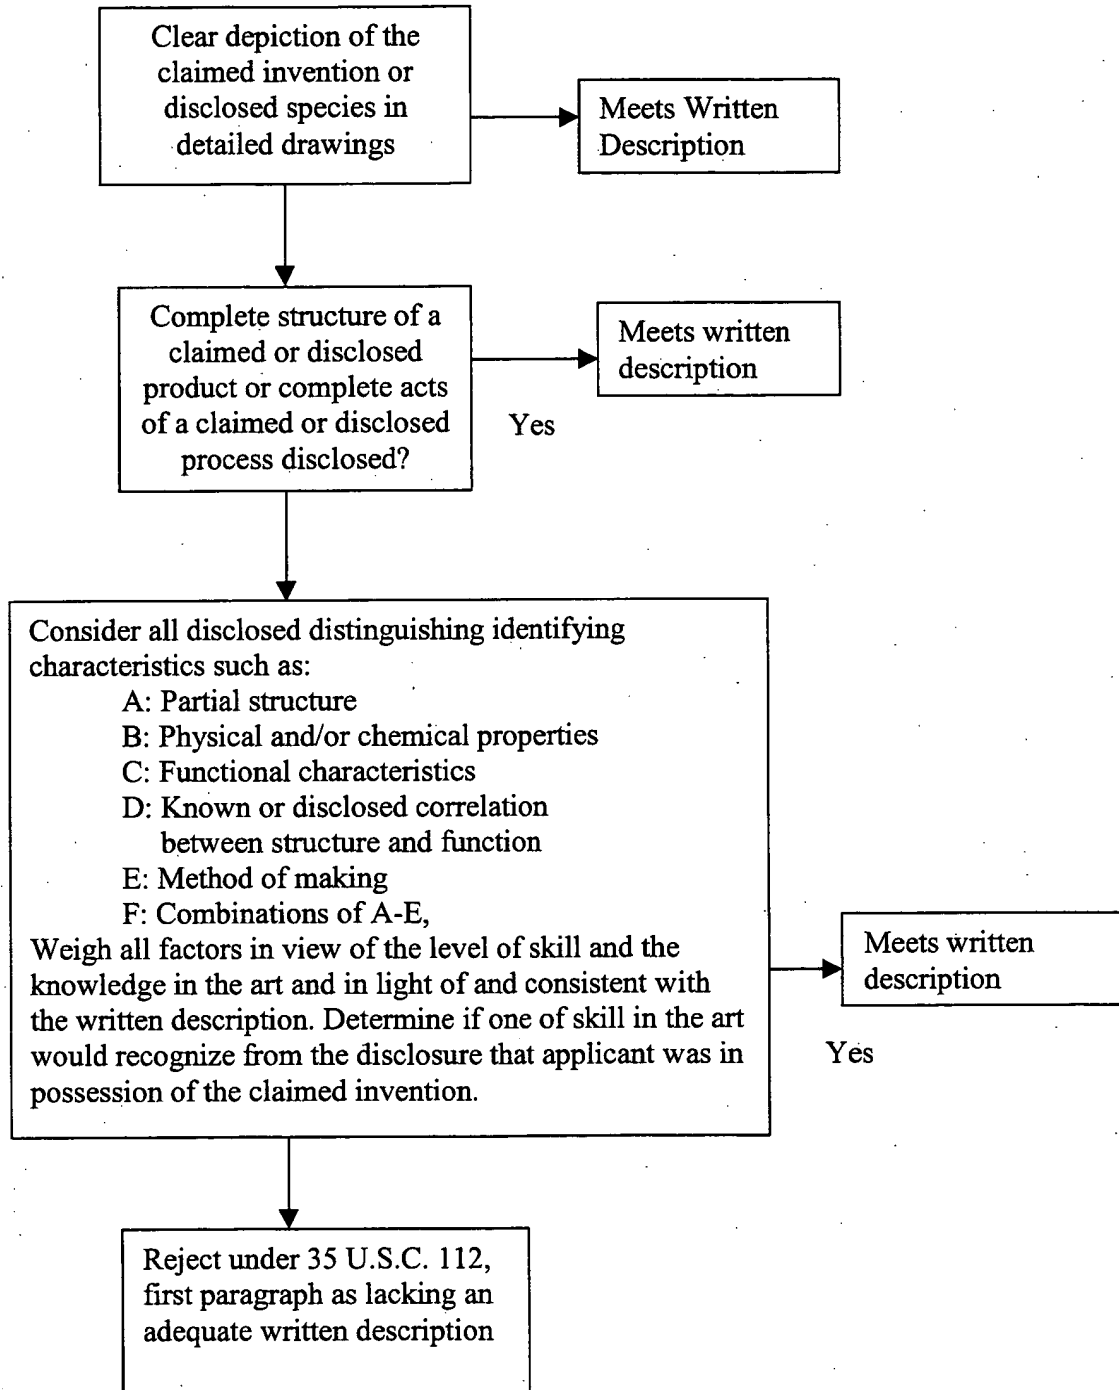 Clear depiction of the
claimed invention or
disclosed species in
detailed drawings
Meets Written
Description
Complete structure of a
claimed or disclosed
product or complete acts
of a claimed or disclosed
process disclosed?
Meets written
description
Yes
Consider all disclosed distinguishing identifying
characteristics such as:
A: Partial structure
B: Physical and/or chemical properties
C: Functional characteristics
D: Known or disclosed correlation
between structure and function
E: Method of making
F: Combinations of A-E,
Weigh all factors in view of the level of skill and the
knowledge in the art and in light of and consistent with
the written description. Determine if one of skill in the art
would recognize from the disclosure that applicant was in
possession of the claimed invention.
Meets written
description
Yes
Reject under 35 U.S.C. 112,
first paragraph as lacking an
adequate written description